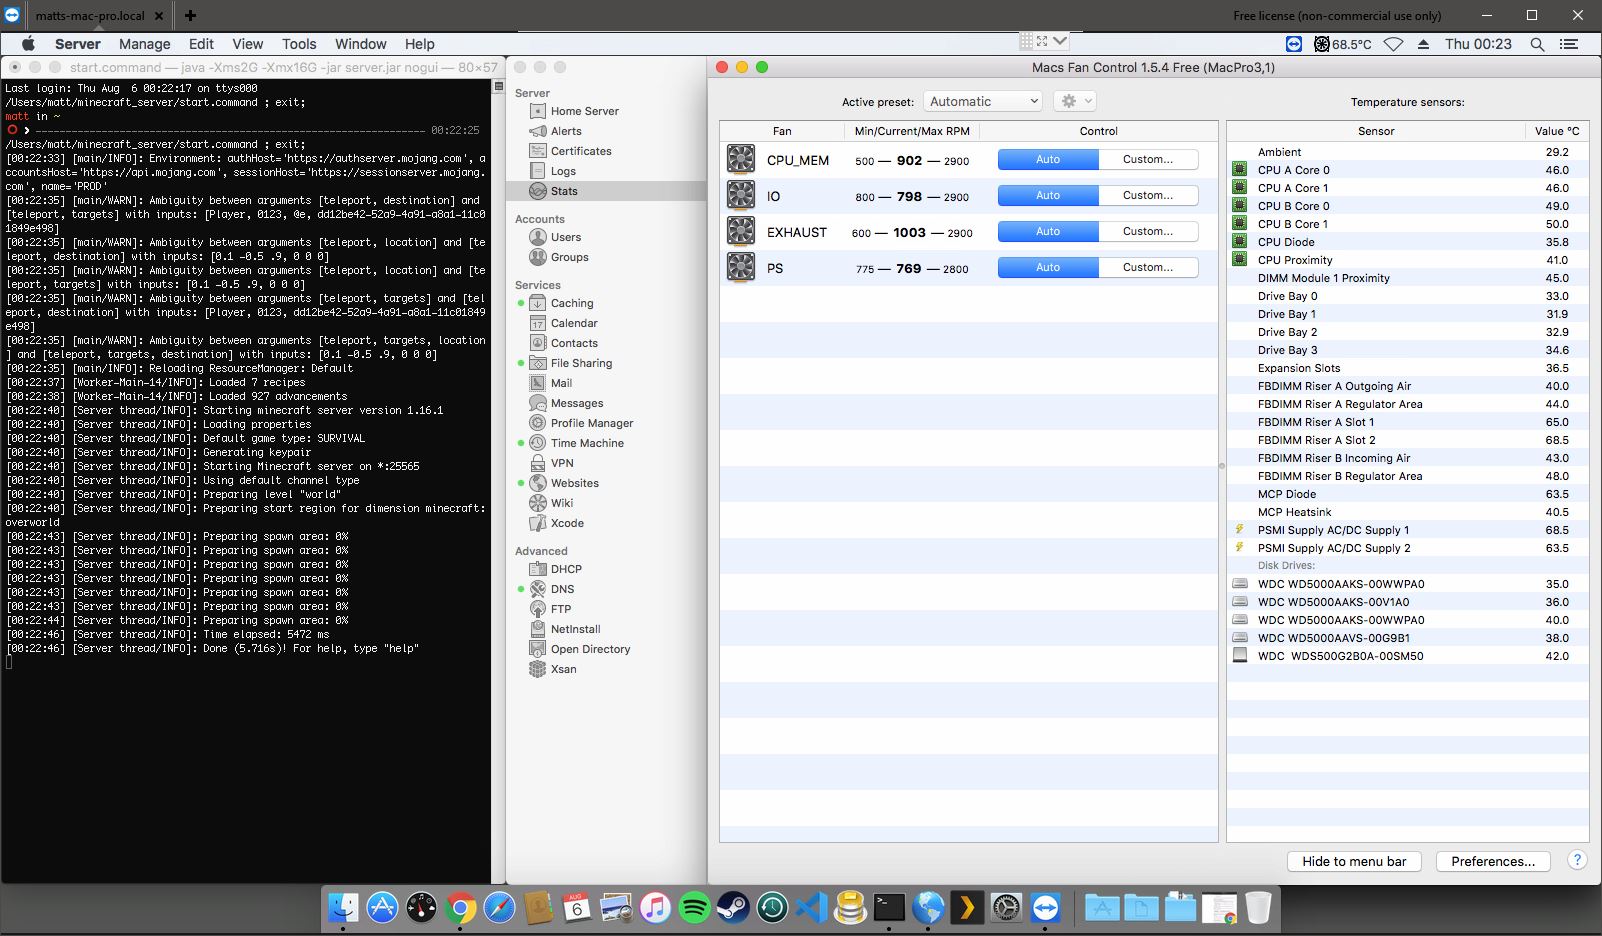 matts-mac-pro.local × +
Free license (non-commercial use only)
Server Manage Edit View Tools Window Help
68.5°C Thu 00:23
start.command — java -Xms2G -Xmx16G -jar server.jar nogui — 80×57
Last login: Thu Aug  6 00:22:17 on ttys000
/Users/matt/minecraft_server/start.command ; exit;
matt in ~
00:22:25
/Users/matt/minecraft_server/start.command ; exit;
[00:22:33] [main/INFO]: Environment: authHost='https://authserver.mojang.com', a
ccountsHost='https://api.mojang.com', sessionHost='https://sessionserver.mojang.
com', name='PROD'
[00:22:35] [main/WARN]: Ambiguity between arguments [teleport, destination] and
[teleport, targets] with inputs: [Player, 0123, @e, dd12be42-52a9-4a91-a8a1-11c0
1849e498]
[00:22:35] [main/WARN]: Ambiguity between arguments [teleport, location] and [te
leport, destination] with inputs: [0.1 -0.5 .9, 0 0 0]
[00:22:35] [main/WARN]: Ambiguity between arguments [teleport, location] and [te
leport, targets] with inputs: [0.1 -0.5 .9, 0 0 0]
[00:22:35] [main/WARN]: Ambiguity between arguments [teleport, targets] and [tel
eport, destination] with inputs: [Player, 0123, dd12be42-52a9-4a91-a8a1-11c01849
e498]
[00:22:35] [main/WARN]: Ambiguity between arguments [teleport, targets, location
] and [teleport, targets, destination] with inputs: [0.1 -0.5 .9, 0 0 0]
[00:22:35] [main/INFO]: Reloading ResourceManager: Default
[00:22:37] [Worker-Main-14/INFO]: Loaded 7 recipes
[00:22:38] [Worker-Main-14/INFO]: Loaded 927 advancements
[00:22:40] [Server thread/INFO]: Starting minecraft server version 1.16.1
[00:22:40] [Server thread/INFO]: Loading properties
[00:22:40] [Server thread/INFO]: Default game type: SURVIVAL
[00:22:40] [Server thread/INFO]: Generating keypair
[00:22:40] [Server thread/INFO]: Starting Minecraft server on *:25565
[00:22:40] [Server thread/INFO]: Using default channel type
[00:22:40] [Server thread/INFO]: Preparing level "world"
[00:22:40] [Server thread/INFO]: Preparing start region for dimension minecraft:
overworld
[00:22:43] [Server thread/INFO]: Preparing spawn area: 0%
[00:22:43] [Server thread/INFO]: Preparing spawn area: 0%
[00:22:43] [Server thread/INFO]: Preparing spawn area: 0%
[00:22:43] [Server thread/INFO]: Preparing spawn area: 0%
[00:22:43] [Server thread/INFO]: Preparing spawn area: 0%
[00:22:43] [Server thread/INFO]: Preparing spawn area: 0%
[00:22:44] [Server thread/INFO]: Preparing spawn area: 0%
[00:22:46] [Server thread/INFO]: Time elapsed: 5472 ms
[00:22:46] [Server thread/INFO]: Done (5.716s)! For help, type "help"
Server
Home Server
Alerts
Certificates
Logs
Stats
Accounts
Users
Groups
Services
Caching
17 Calendar
Contacts
File Sharing
Mail
Messages
Profile Manager
Time Machine
VPN
Websites
Wiki
Xcode
Advanced
DHCP
DNS
FTP
NetInstall
Open Directory
Xsan
Macs Fan Control 1.5.4 Free (MacPro3,1)
Active preset: Automatic
Fan Min/Current/Max RPM Control
CPU_MEM 500 — 902 — 2900 Auto Custom...
IO 800 — 798 — 2900 Auto Custom...
EXHAUST 600 — 1003 — 2900 Auto Custom...
PS 775 — 769 — 2800 Auto Custom...
Temperature sensors:
Sensor Value °C
Ambient 29.2
CPU A Core 0 46.0
CPU A Core 1 46.0
CPU B Core 0 49.0
CPU B Core 1 50.0
CPU Diode 35.8
CPU Proximity 41.0
DIMM Module 1 Proximity 45.0
Drive Bay 0 33.0
Drive Bay 1 31.9
Drive Bay 2 32.9
Drive Bay 3 34.6
Expansion Slots 36.5
FBDIMM Riser A Outgoing Air 40.0
FBDIMM Riser A Regulator Area 44.0
FBDIMM Riser A Slot 1 65.0
FBDIMM Riser A Slot 2 68.5
FBDIMM Riser B Incoming Air 43.0
FBDIMM Riser B Regulator Area 48.0
MCP Diode 63.5
MCP Heatsink 40.5
PSMI Supply AC/DC Supply 1 68.5
PSMI Supply AC/DC Supply 2 63.5
Disk Drives:
WDC WD5000AAKS-00WWPA0 35.0
WDC WD5000AAKS-00V1A0 36.0
WDC WD5000AAKS-00WWPA0 40.0
WDC WD5000AAVS-00G9B1 38.0
WDC  WDS500G2B0A-00SM50 42.0
Hide to menu bar Preferences... ?
AUG
6